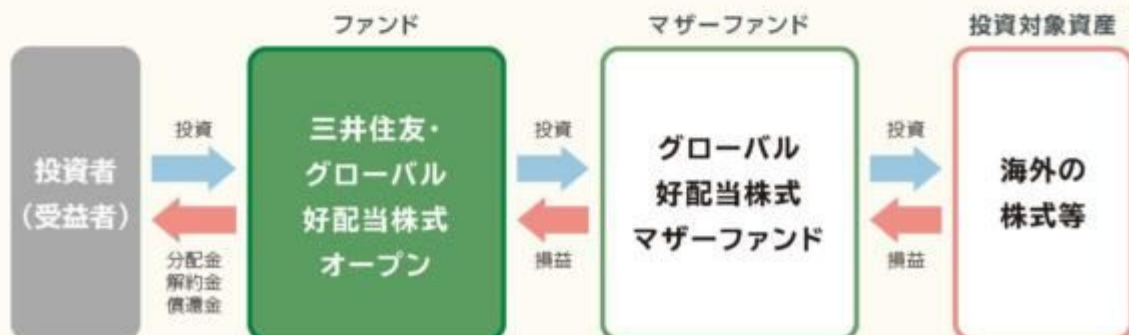 ファンド
マザーファンド
投資対象資産
投資者
(受益者)
投資
分配金
解約金
償還金
三井住友・
グローバル
好配当株式
オープン
投資
損益
グローバル
好配当株式
マザーファンド
投資
損益
海外の
株式等